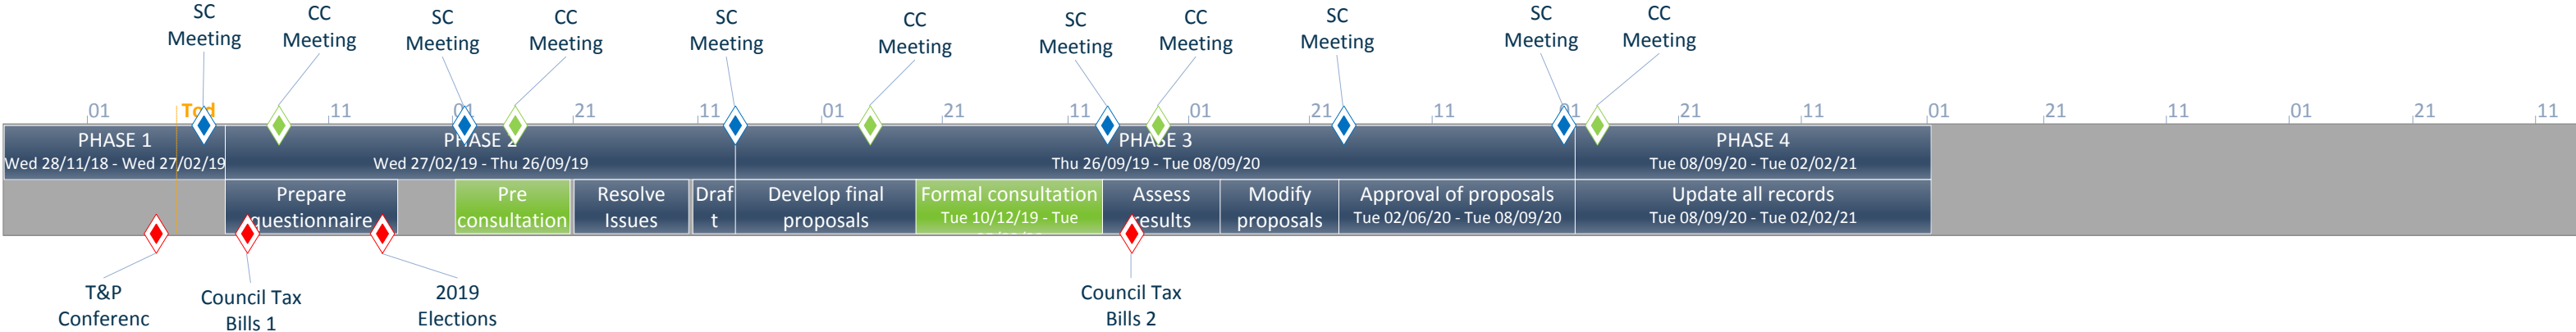 SC
Meeting
CC
Meeting
SC
Meeting
CC
Meeting
SC
Meeting
CC
Meeting
SC
Meeting
CC
Meeting
SC
Meeting
SC
Meeting
CC
Meeting
01
Tod
11
01
21
11
01
21
11
01
21
11
01
21
11
01
21
11
01
21
11
PHASE 1
Wed 28/11/18 - Wed 27/02/19
PHASE 2
Wed 27/02/19 - Thu 26/09/19
PHASE 3
Thu 26/09/19 - Tue 08/09/20
PHASE 4
Tue 08/09/20 - Tue 02/02/21
Prepare
questionnaire
Pre
consultation
Resolve
Issues
Draf
t
Develop final
proposals
Formal consultation
Tue 10/12/19 - Tue
Assess
results
Modify
proposals
Approval of proposals
Tue 02/06/20 - Tue 08/09/20
Update all records
Tue 08/09/20 - Tue 02/02/21
T&P
Conferenc
Council Tax
Bills 1
2019
Elections
Council Tax
Bills 2